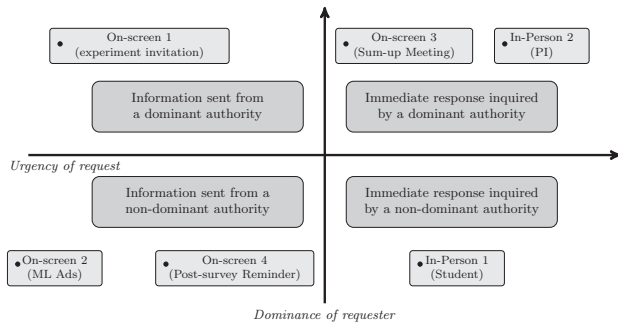 On-screen 1
(experiment invitation)
On-screen 3
(Sum-up Meeting)
In-Person 2
(PI)
Information sent from
a dominant authority
Immediate response inquired
by a dominant authority
Urgency of request
Information sent from a
non-dominant authority
Immediate response inquired
by a non-dominant authority
On-screen 2
(ML Ads)
On-screen 4
(Post-survey Reminder)
In-Person 1
(Student)
Dominance of requester